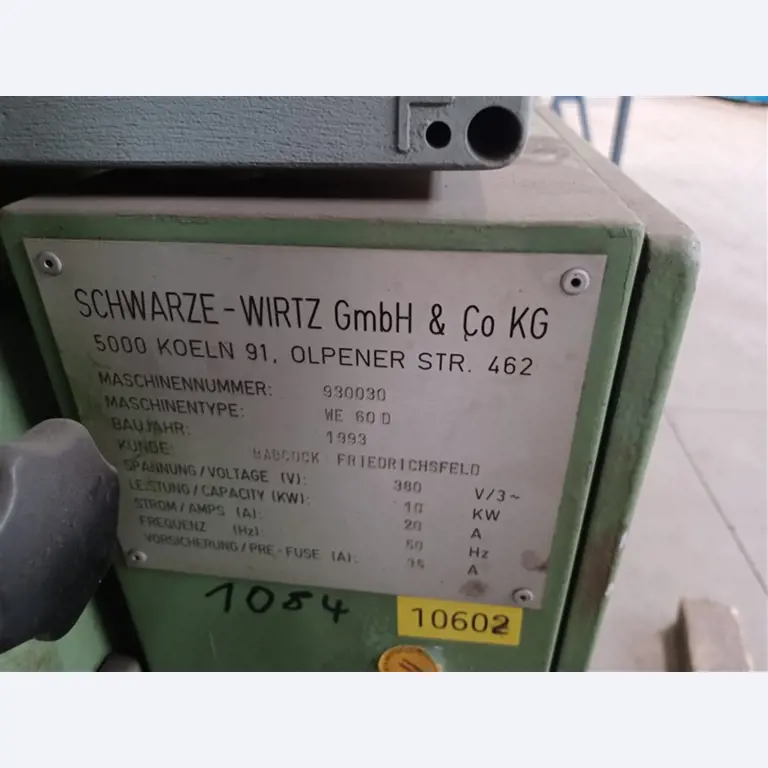 SCHWARZE-WIRTZ GmbH & Co KG
5000 KOELN 91, OLPENER STR. 462
MASCHINENNUMMER: 930030
MASCHINENTYPE: WE 60 D
BAUJAHR: 1993
KUNDE: BABCOCK FRIEDRICHSFELD
SPANNUNG/VOLTAGE (V): 380 V/3~
LEISTUNG/CAPACITY (KW): 10 KW
STROM/AMPS (A): 20 A
FREQUENZ (Hz): 50 Hz
VORSICHERUNG/PRE-FUSE (A): 35 A
1084
10602